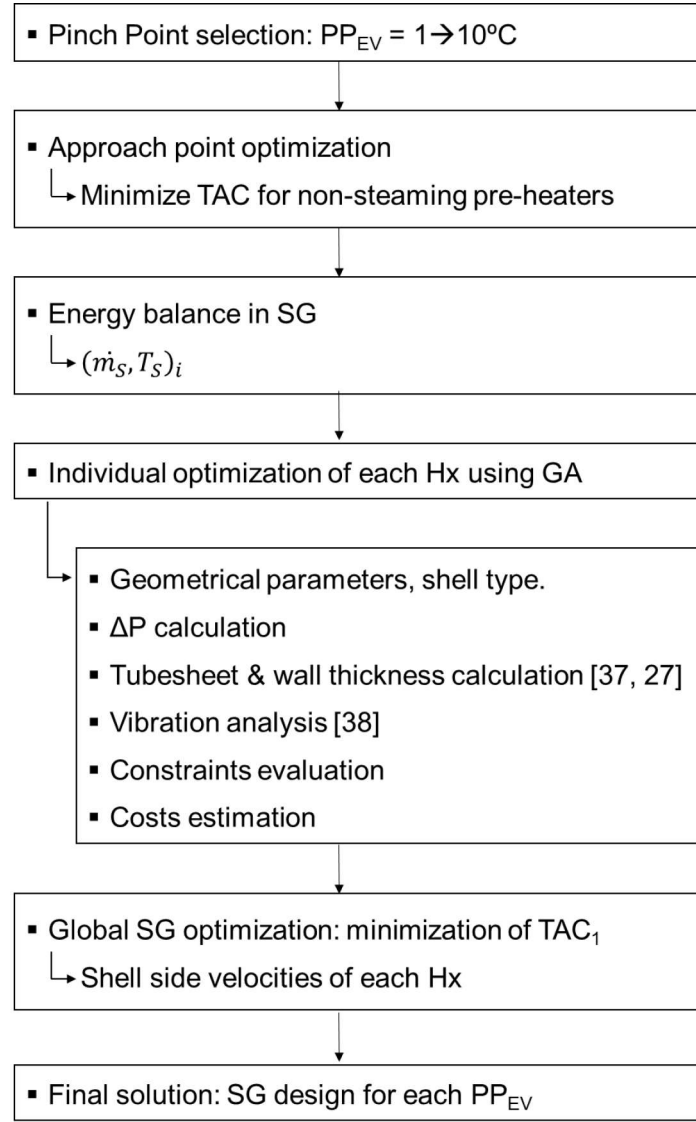 ▪ Pinch Point selection: PP_EV = 1→10ºC
▪ Approach point optimization
Minimize TAC for non-steaming pre-heaters
▪ Energy balance in SG
(ṁ_S, T_S)_i
▪ Individual optimization of each Hx using GA
▪ Geometrical parameters, shell type.
▪ ΔP calculation
▪ Tubesheet & wall thickness calculation [37, 27]
▪ Vibration analysis [38]
▪ Constraints evaluation
▪ Costs estimation
▪ Global SG optimization: minimization of TAC₁
Shell side velocities of each Hx
▪ Final solution: SG design for each PP_EV